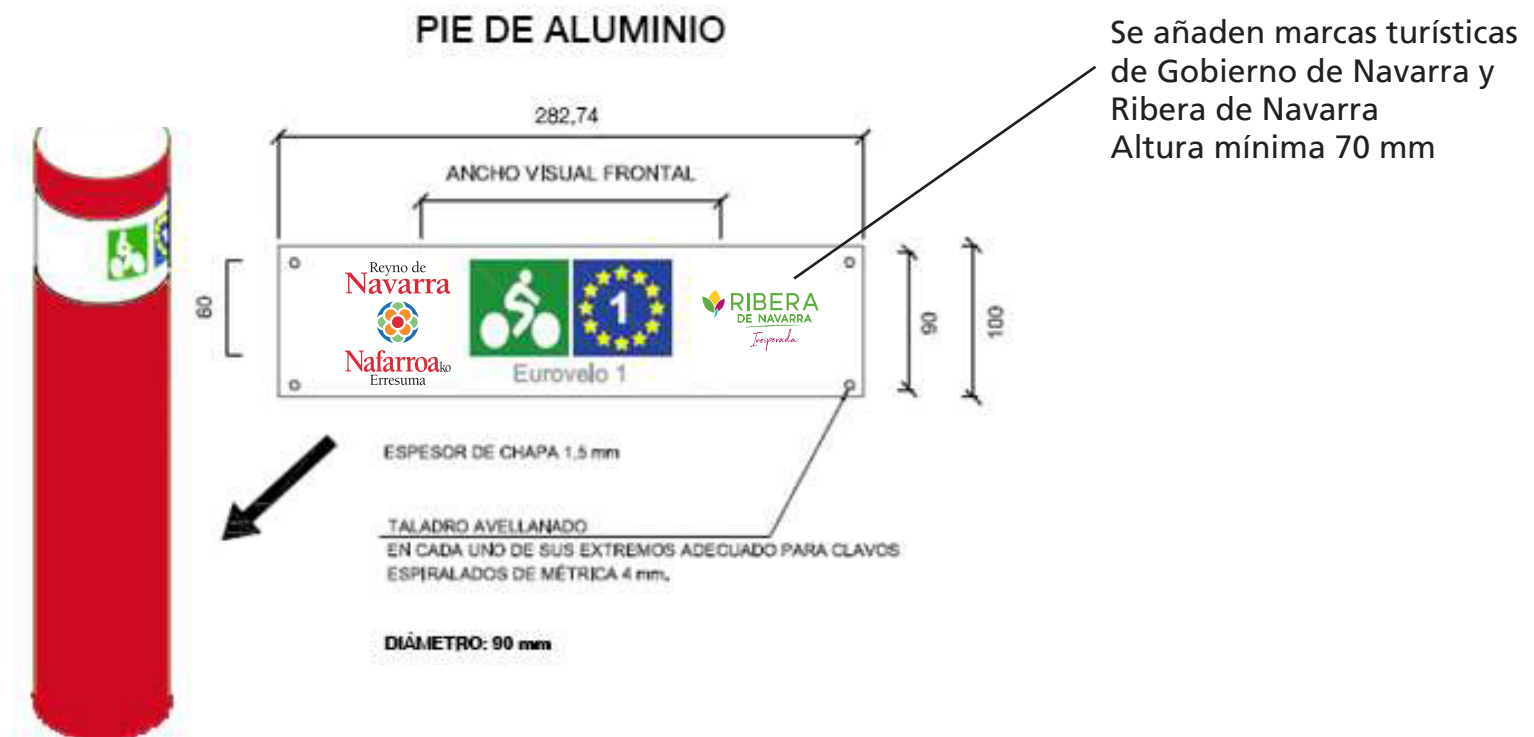 PIE DE ALUMINIO
Se añaden marcas turísticas
de Gobierno de Navarra y
Ribera de Navarra
Altura mínima 70 mm
282,74
ANCHO VISUAL FRONTAL
60
Reyno de
Navarra
Nafarroako
Erresuma
1
Eurovelo 1
RIBERA
DE NAVARRA
Inesperada
90
100
ESPESOR DE CHAPA 1,5 mm
TALADRO AVELLANADO
EN CADA UNO DE SUS EXTREMOS ADECUADO PARA CLAVOS
ESPIRALADOS DE MÉTRICA 4 mm.
DIÁMETRO: 90 mm